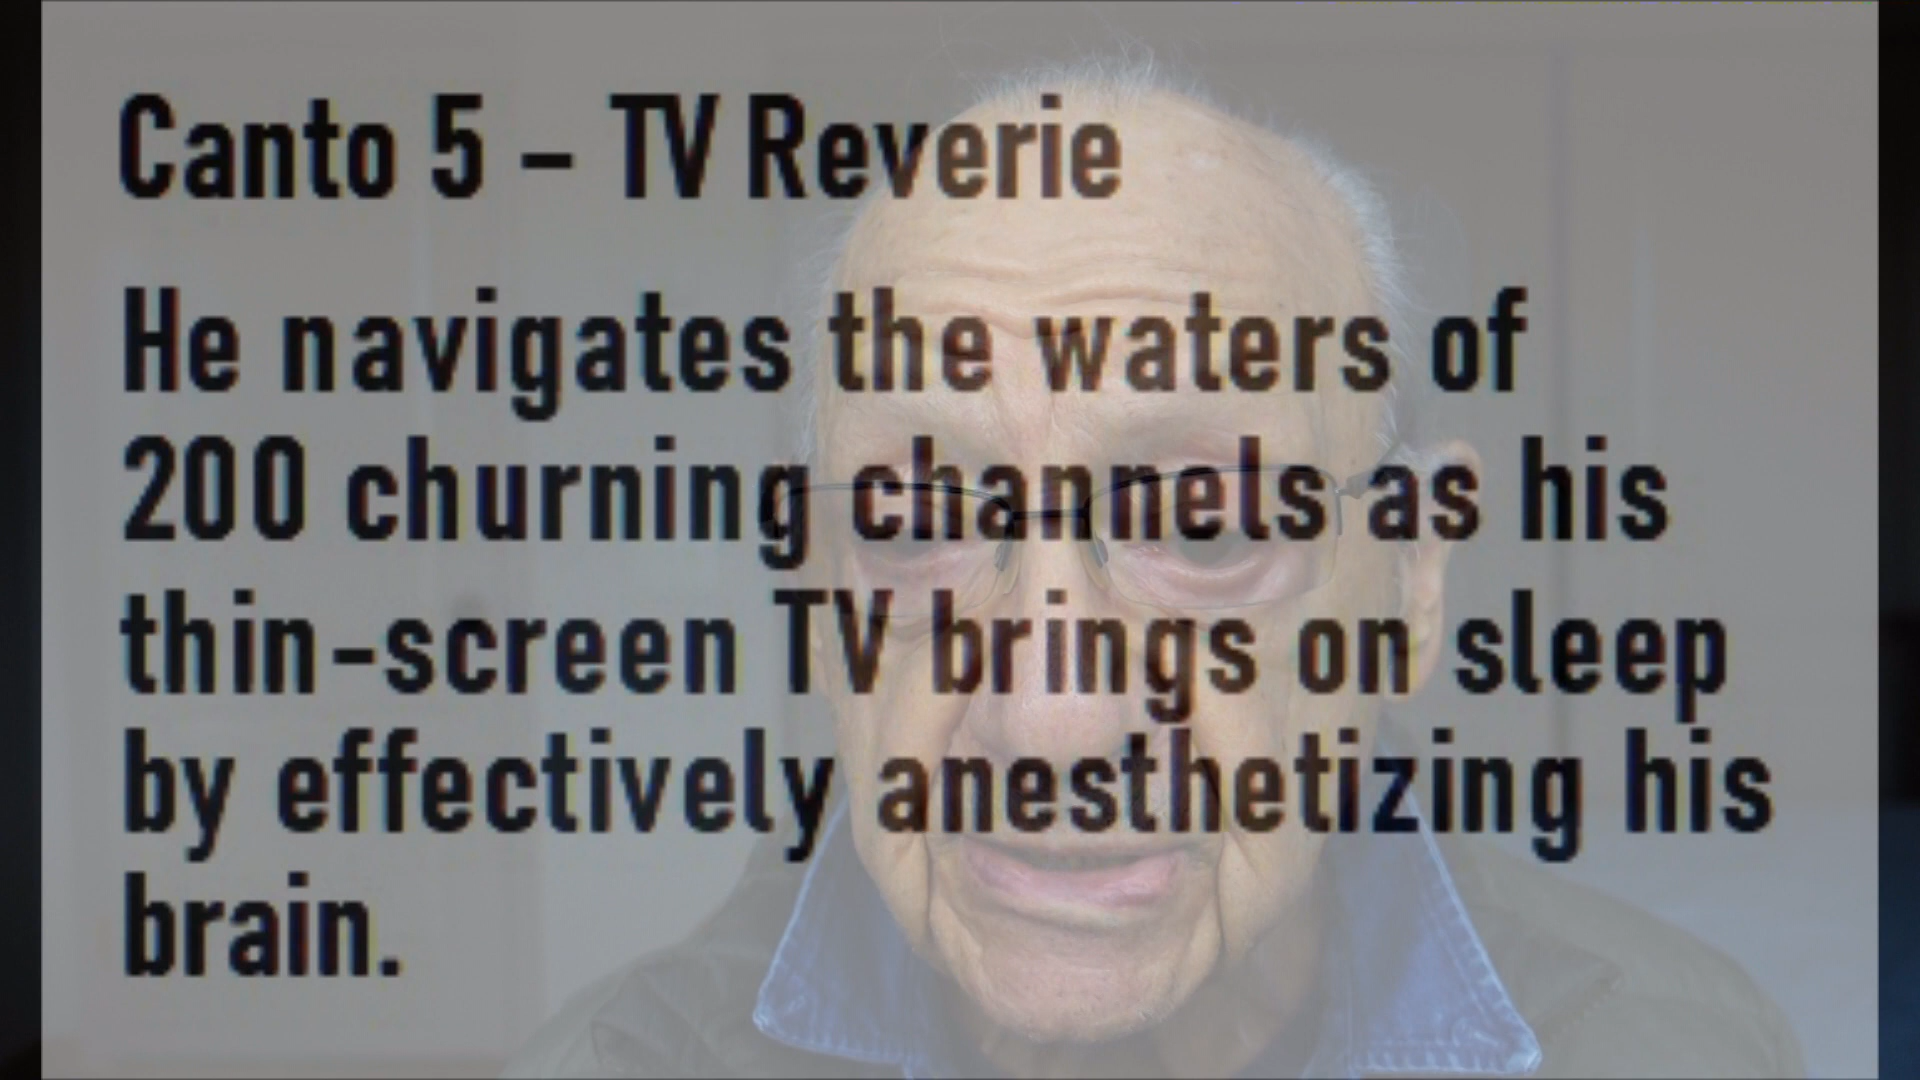 Canto 5 – TV Reverie
He navigates the waters of
200 churning channels as his
thin-screen TV brings on sleep
by effectively anesthetizing his
brain.